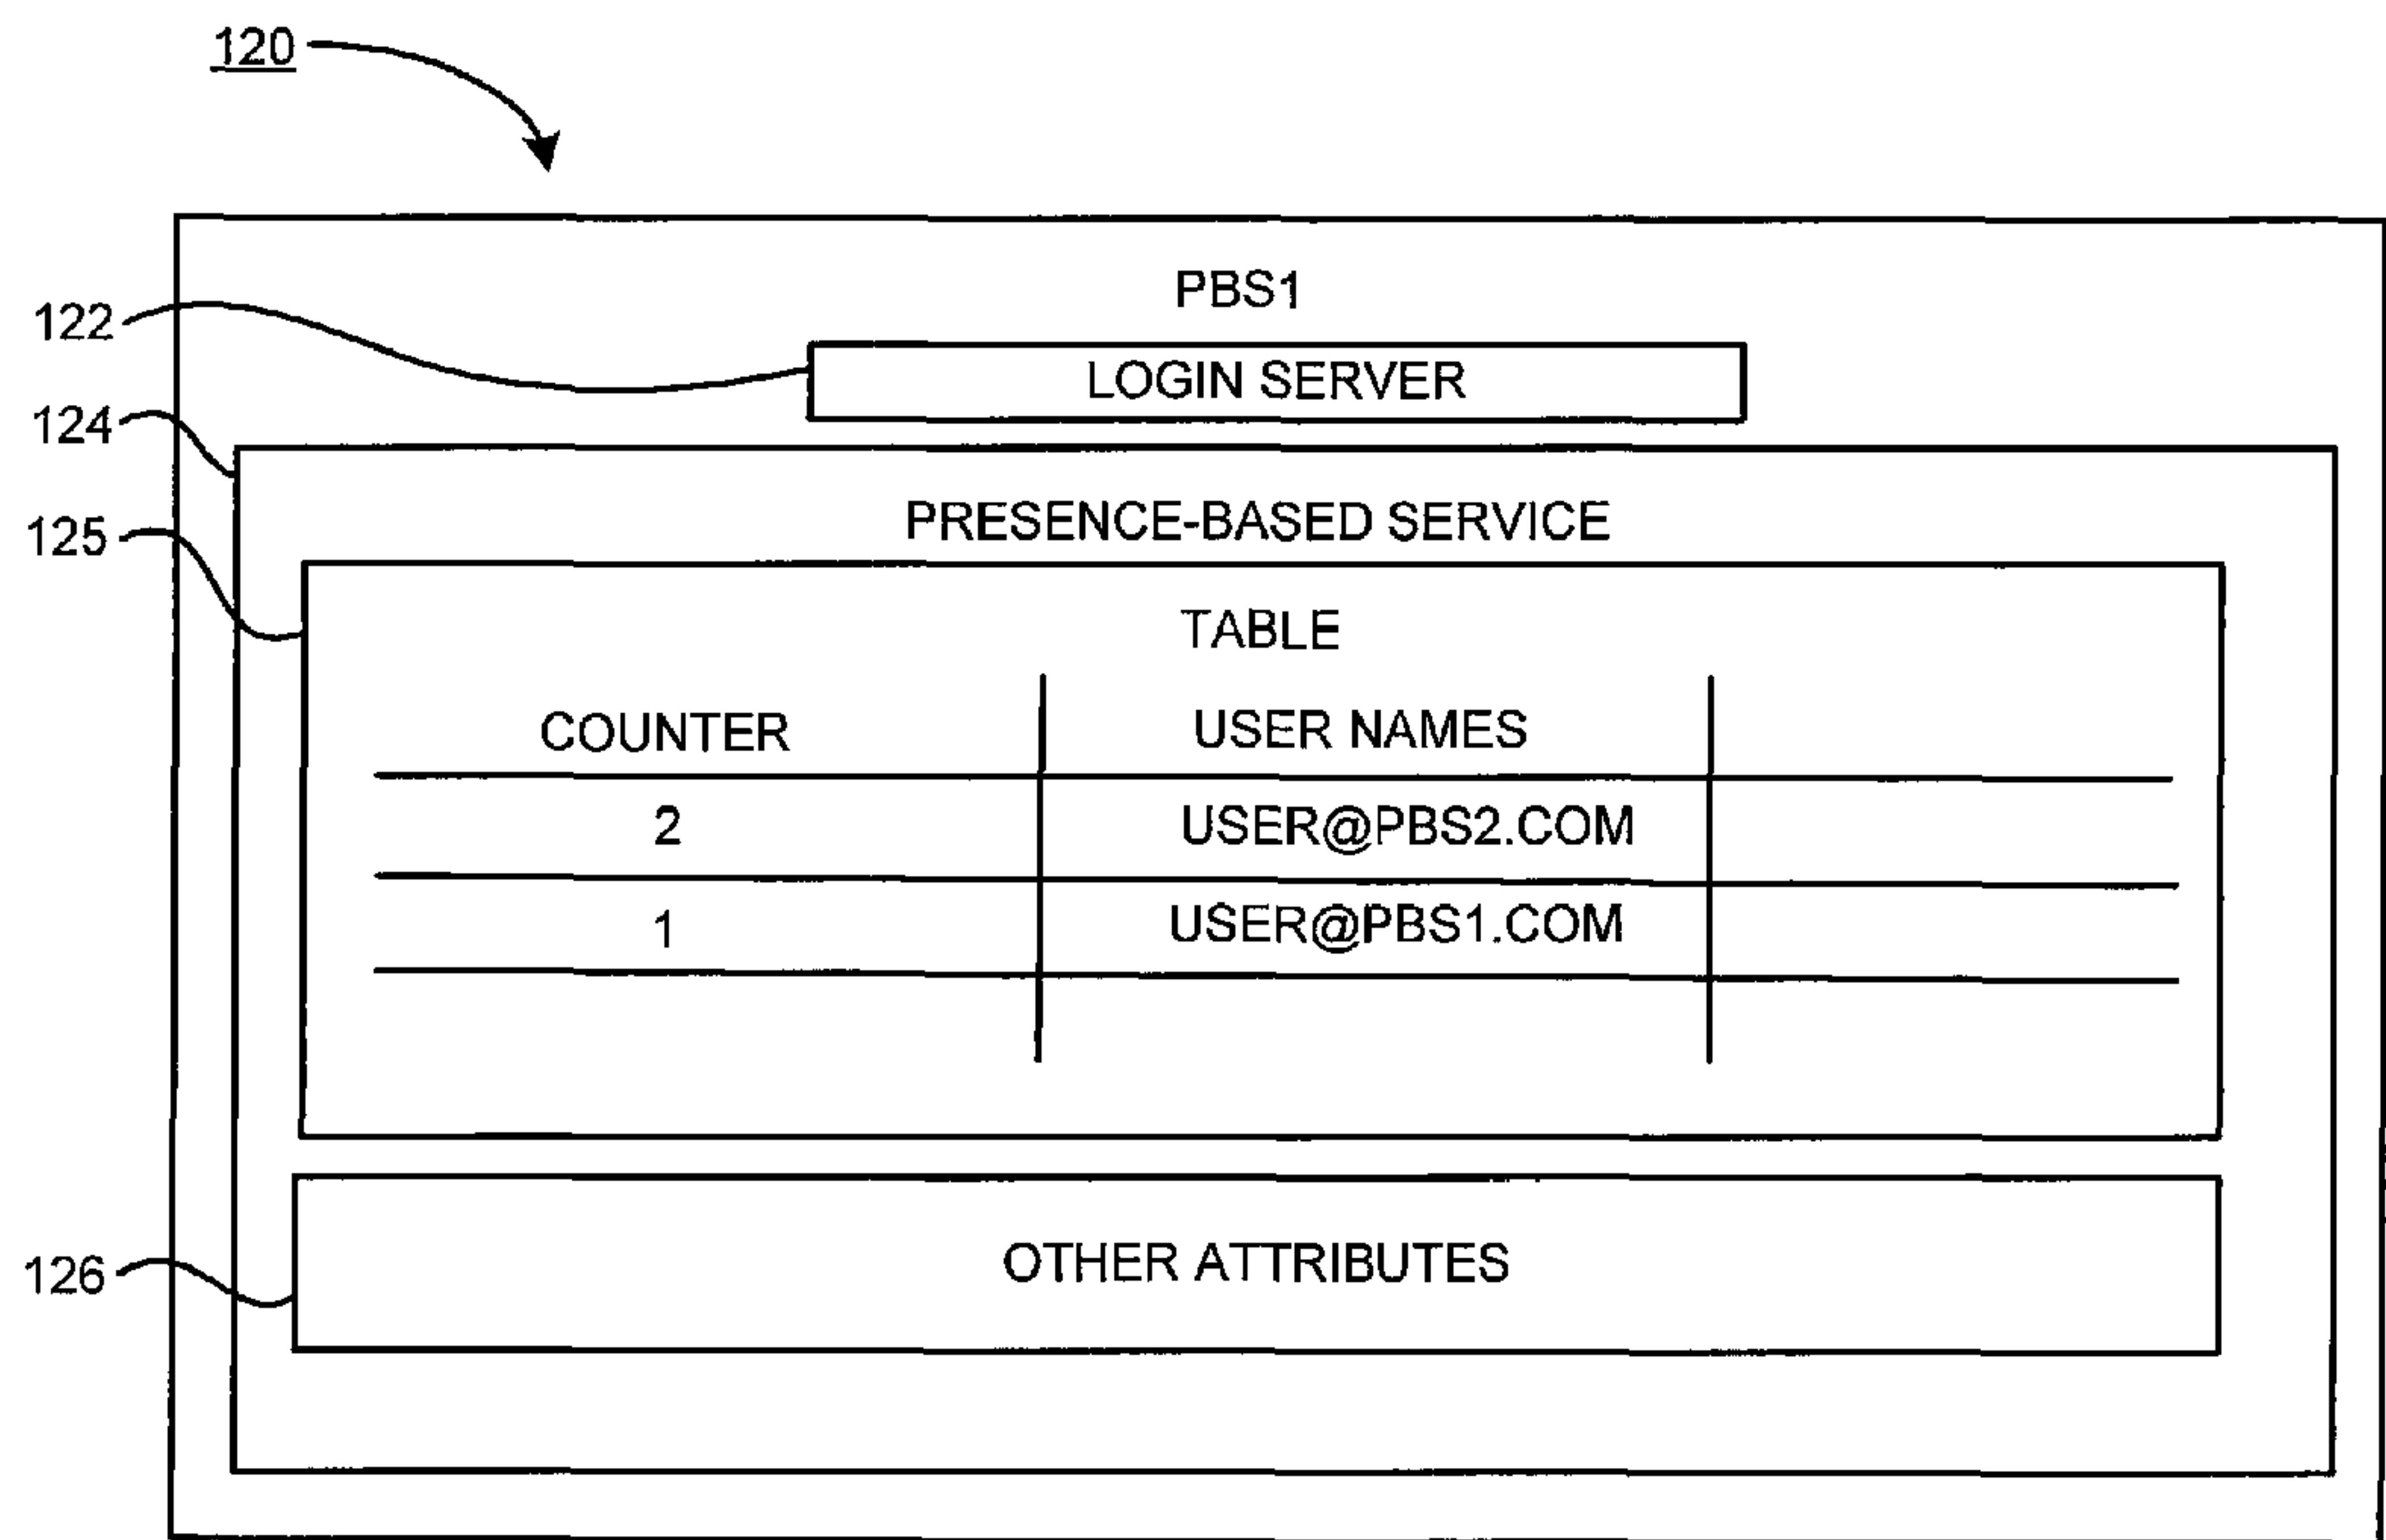 120
PBS1
122
LOGIN SERVER
124
PRESENCE-BASED SERVICE
125
TABLE
COUNTER USER NAMES
2 USER@PBS2.COM
1 USER@PBS1.COM
126
OTHER ATTRIBUTES